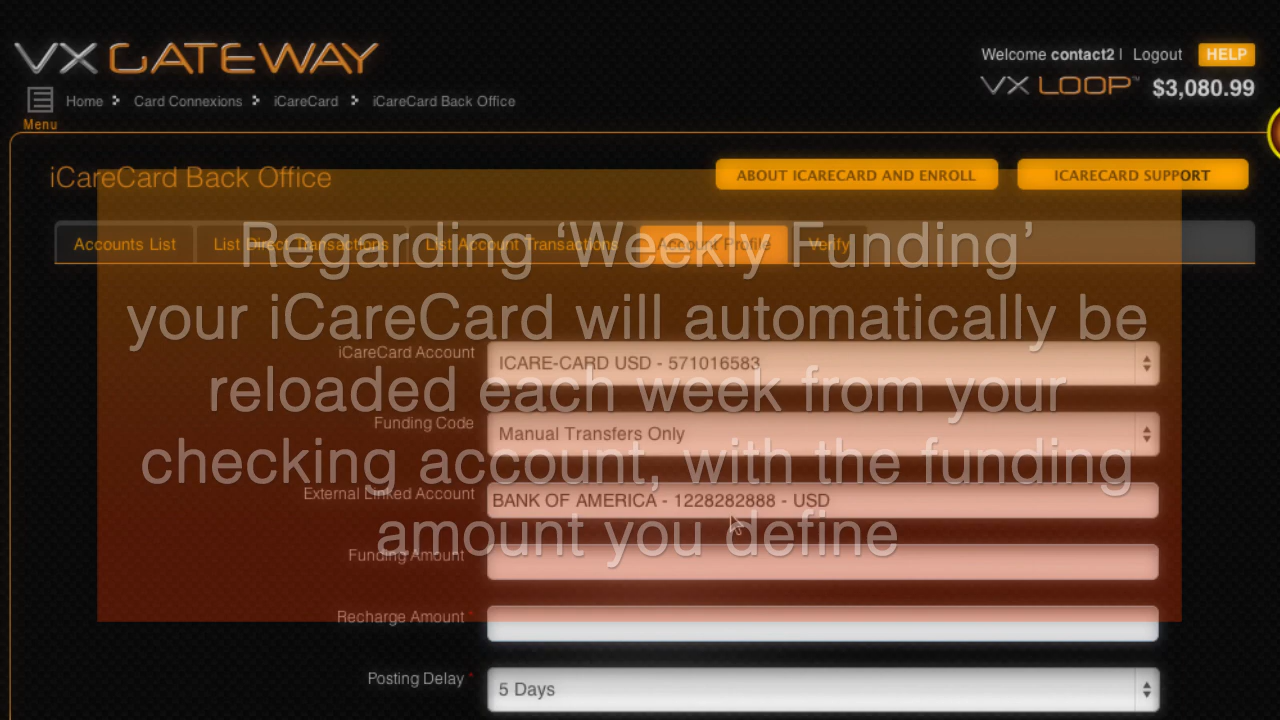 VX GATEWAY
Welcome contact2 | Logout HELP
VX LOOP™ $3,080.99
Home > Card Connexions > iCareCard > iCareCard Back Office
Menu
iCareCard Back Office
ABOUT ICARECARD AND ENROLL
ICARECARD SUPPORT
Accounts List
List Direct Transactions
List Account Transactions
Account Profile
Verify
Regarding ‘Weekly Funding’
your iCareCard will automatically be
reloaded each week from your
checking account, with the funding
amount you define
iCareCard Account
ICARE-CARD USD - 571016583
Funding Code
Manual Transfers Only
External Linked Account
BANK OF AMERICA - 1228282888 - USD
Funding Amount
Recharge Amount *
Posting Delay *
5 Days